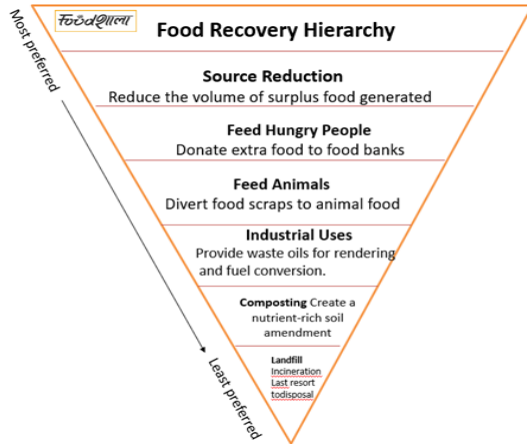 Foodशाला
Food Recovery Hierarchy
Most preferred
Source Reduction
Reduce the volume of surplus food generated
Feed Hungry People
Donate extra food to food banks
Feed Animals
Divert food scraps to animal food
Industrial Uses
Provide waste oils for rendering
and fuel conversion.
Composting Create a
nutrient-rich soil
amendment
Landfill
Incineration
Last resort
todisposal
Least preferred